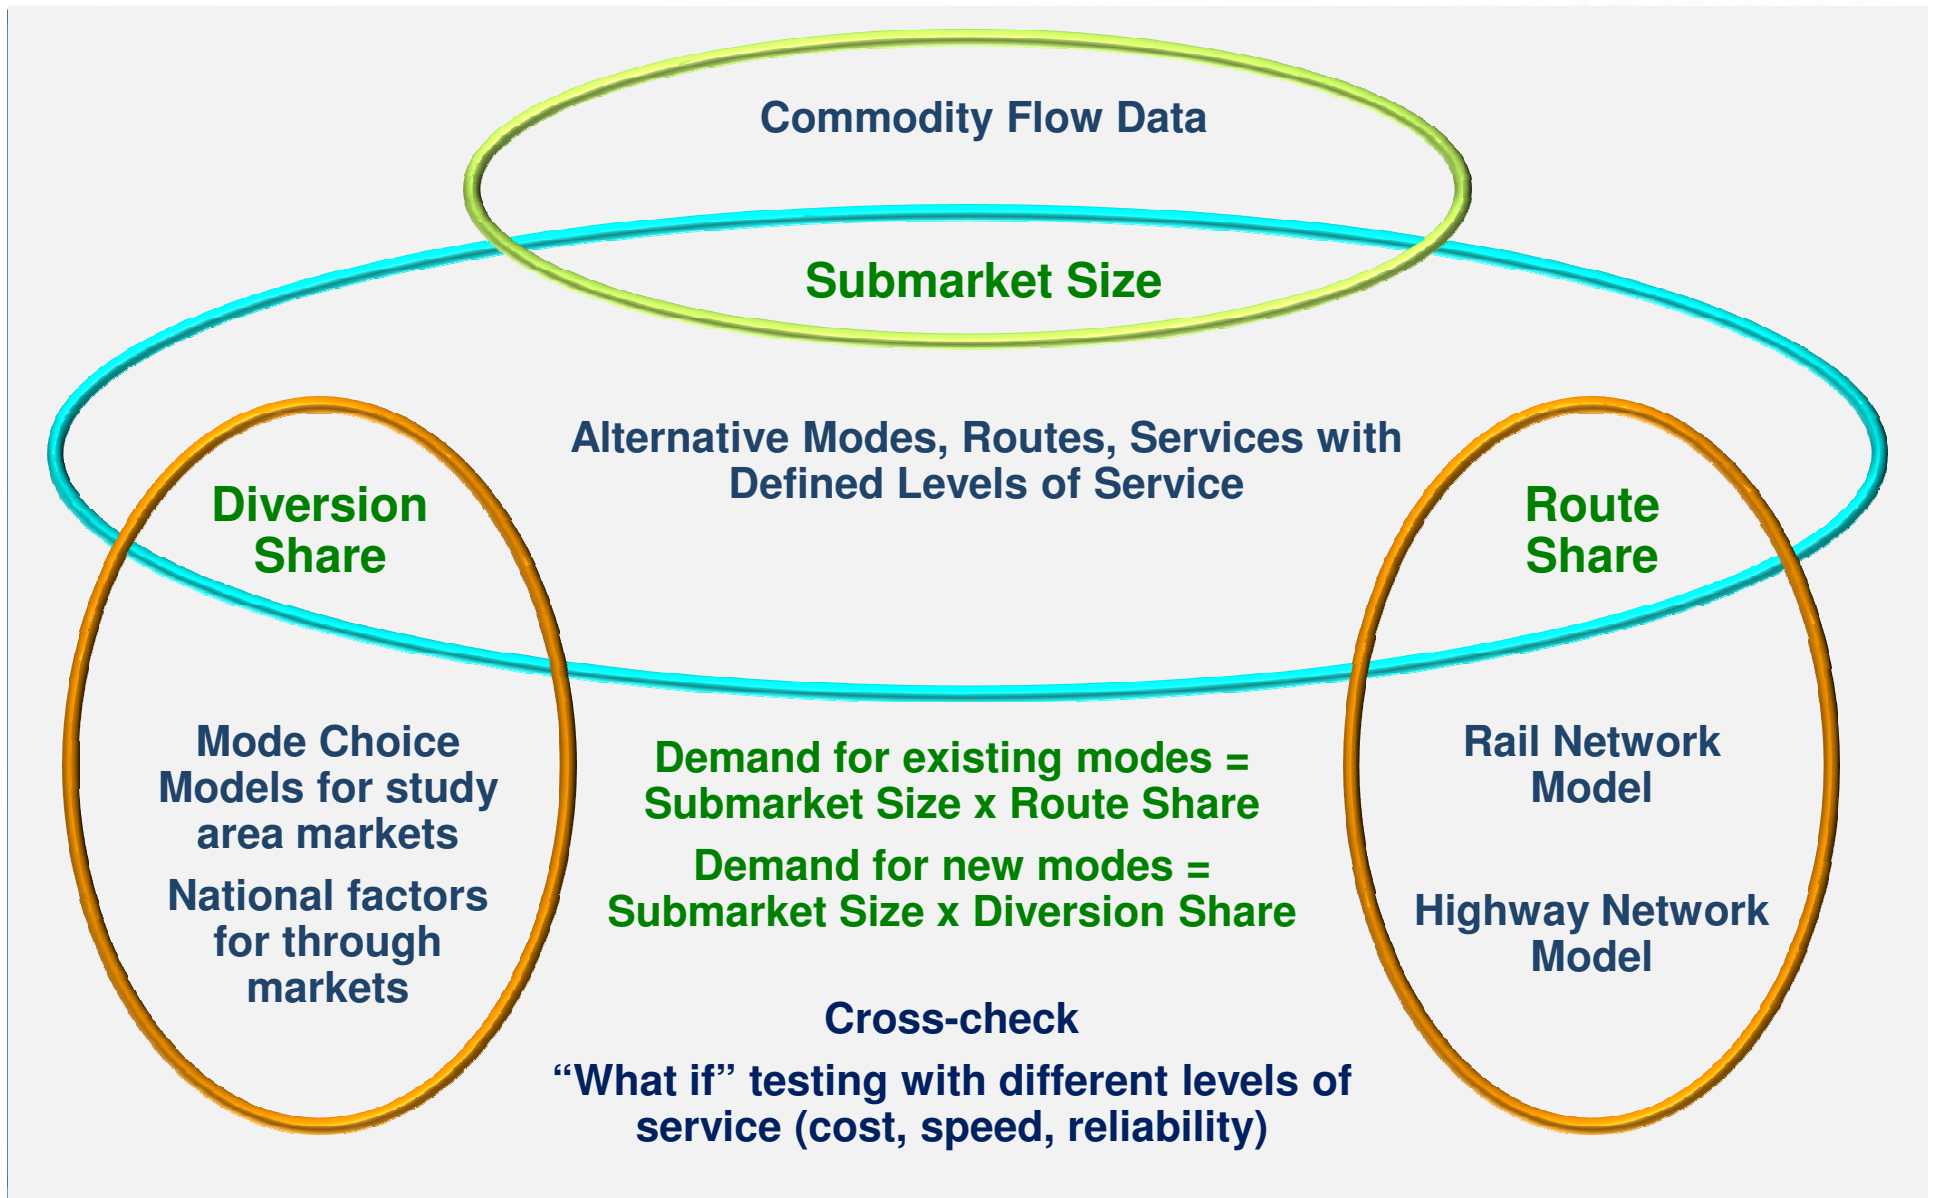 Commodity Flow Data
Submarket Size
Alternative Modes, Routes, Services with
Defined Levels of Service
Diversion
Share
Route
Share
Mode Choice
Models for study
area markets
National factors
for through
markets
Demand for existing modes =
Submarket Size x Route Share
Demand for new modes =
Submarket Size x Diversion Share
Rail Network
Model
Highway Network
Model
Cross-check
“What if” testing with different levels of
service (cost, speed, reliability)